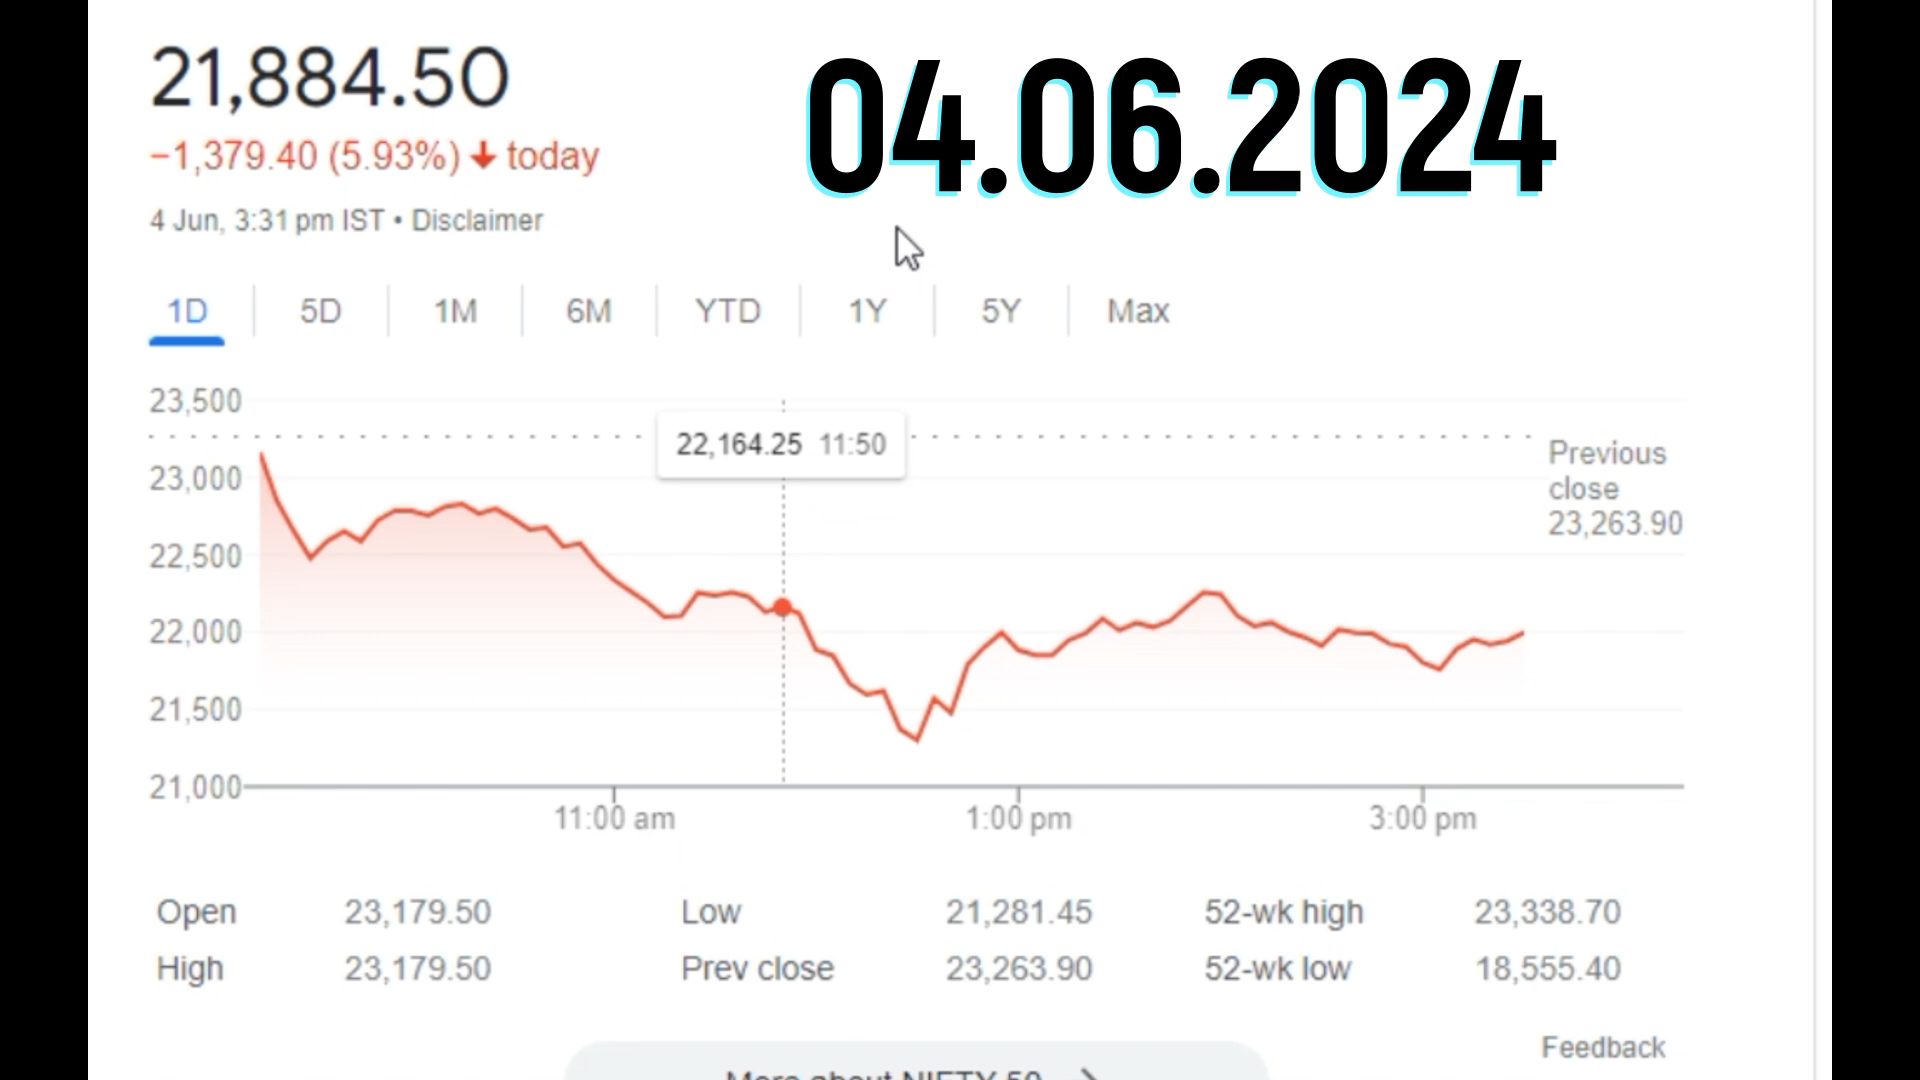 21,884.50
04.06.2024
−1,379.40 (5.93%) ↓ today
4 Jun, 3:31 pm IST • Disclaimer
1D 5D 1M 6M YTD 1Y 5Y Max
23,500
22,164.25 11:50
Previous
close
23,263.90
23,000
22,500
22,000
21,500
21,000
11:00 am 1:00 pm 3:00 pm
Open 23,179.50 Low 21,281.45 52-wk high 23,338.70
High 23,179.50 Prev close 23,263.90 52-wk low 18,555.40
Feedback
More about NIFTY 50